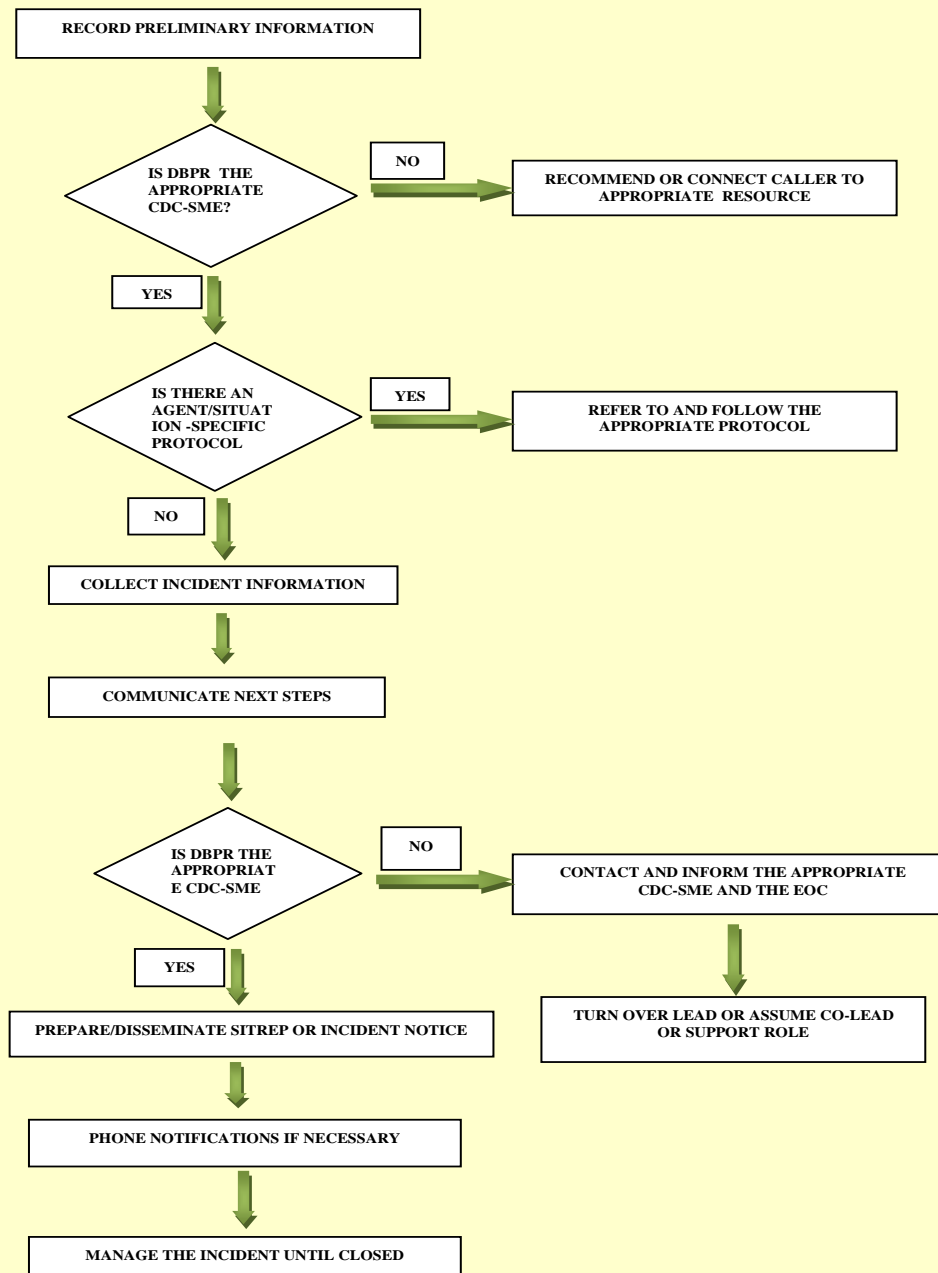 RECORD PRELIMINARY INFORMATION
IS DBPR THE
APPROPRIATE
CDC-SME?
NO
RECOMMEND OR CONNECT CALLER TO
APPROPRIATE RESOURCE
YES
IS THERE AN
AGENT/SITUAT
ION -SPECIFIC
PROTOCOL
YES
REFER TO AND FOLLOW THE
APPROPRIATE PROTOCOL
NO
COLLECT INCIDENT INFORMATION
COMMUNICATE NEXT STEPS
IS DBPR THE
APPROPRIAT
E CDC-SME
NO
CONTACT AND INFORM THE APPROPRIATE
CDC-SME AND THE EOC
YES
TURN OVER LEAD OR ASSUME CO-LEAD
OR SUPPORT ROLE
PREPARE/DISSEMINATE SITREP OR INCIDENT NOTICE
PHONE NOTIFICATIONS IF NECESSARY
MANAGE THE INCIDENT UNTIL CLOSED